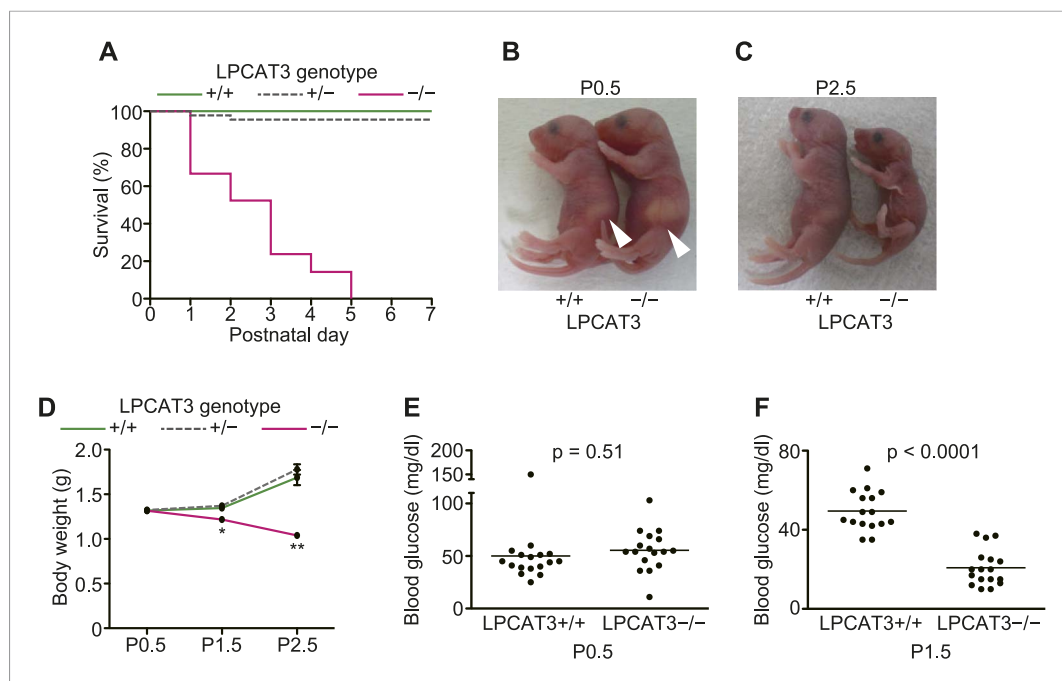 A
LPCAT3 genotype
+/+ +/− −/−
100
80
60
40
20
0
Survival (%)
0 1 2 3 4 5 6 7
Postnatal day
B
P0.5
+/+ −/−
LPCAT3
C
P2.5
+/+ −/−
LPCAT3
D
LPCAT3 genotype
+/+ +/− −/−
2.0
1.5
1.0
0.5
0
Body weight (g)
*
**
P0.5 P1.5 P2.5
E
p = 0.51
200
150
100
50
0
Blood glucose (mg/dl)
LPCAT3+/+ LPCAT3−/−
P0.5
F
p < 0.0001
80
40
0
Blood glucose (mg/dl)
LPCAT3+/+ LPCAT3−/−
P1.5